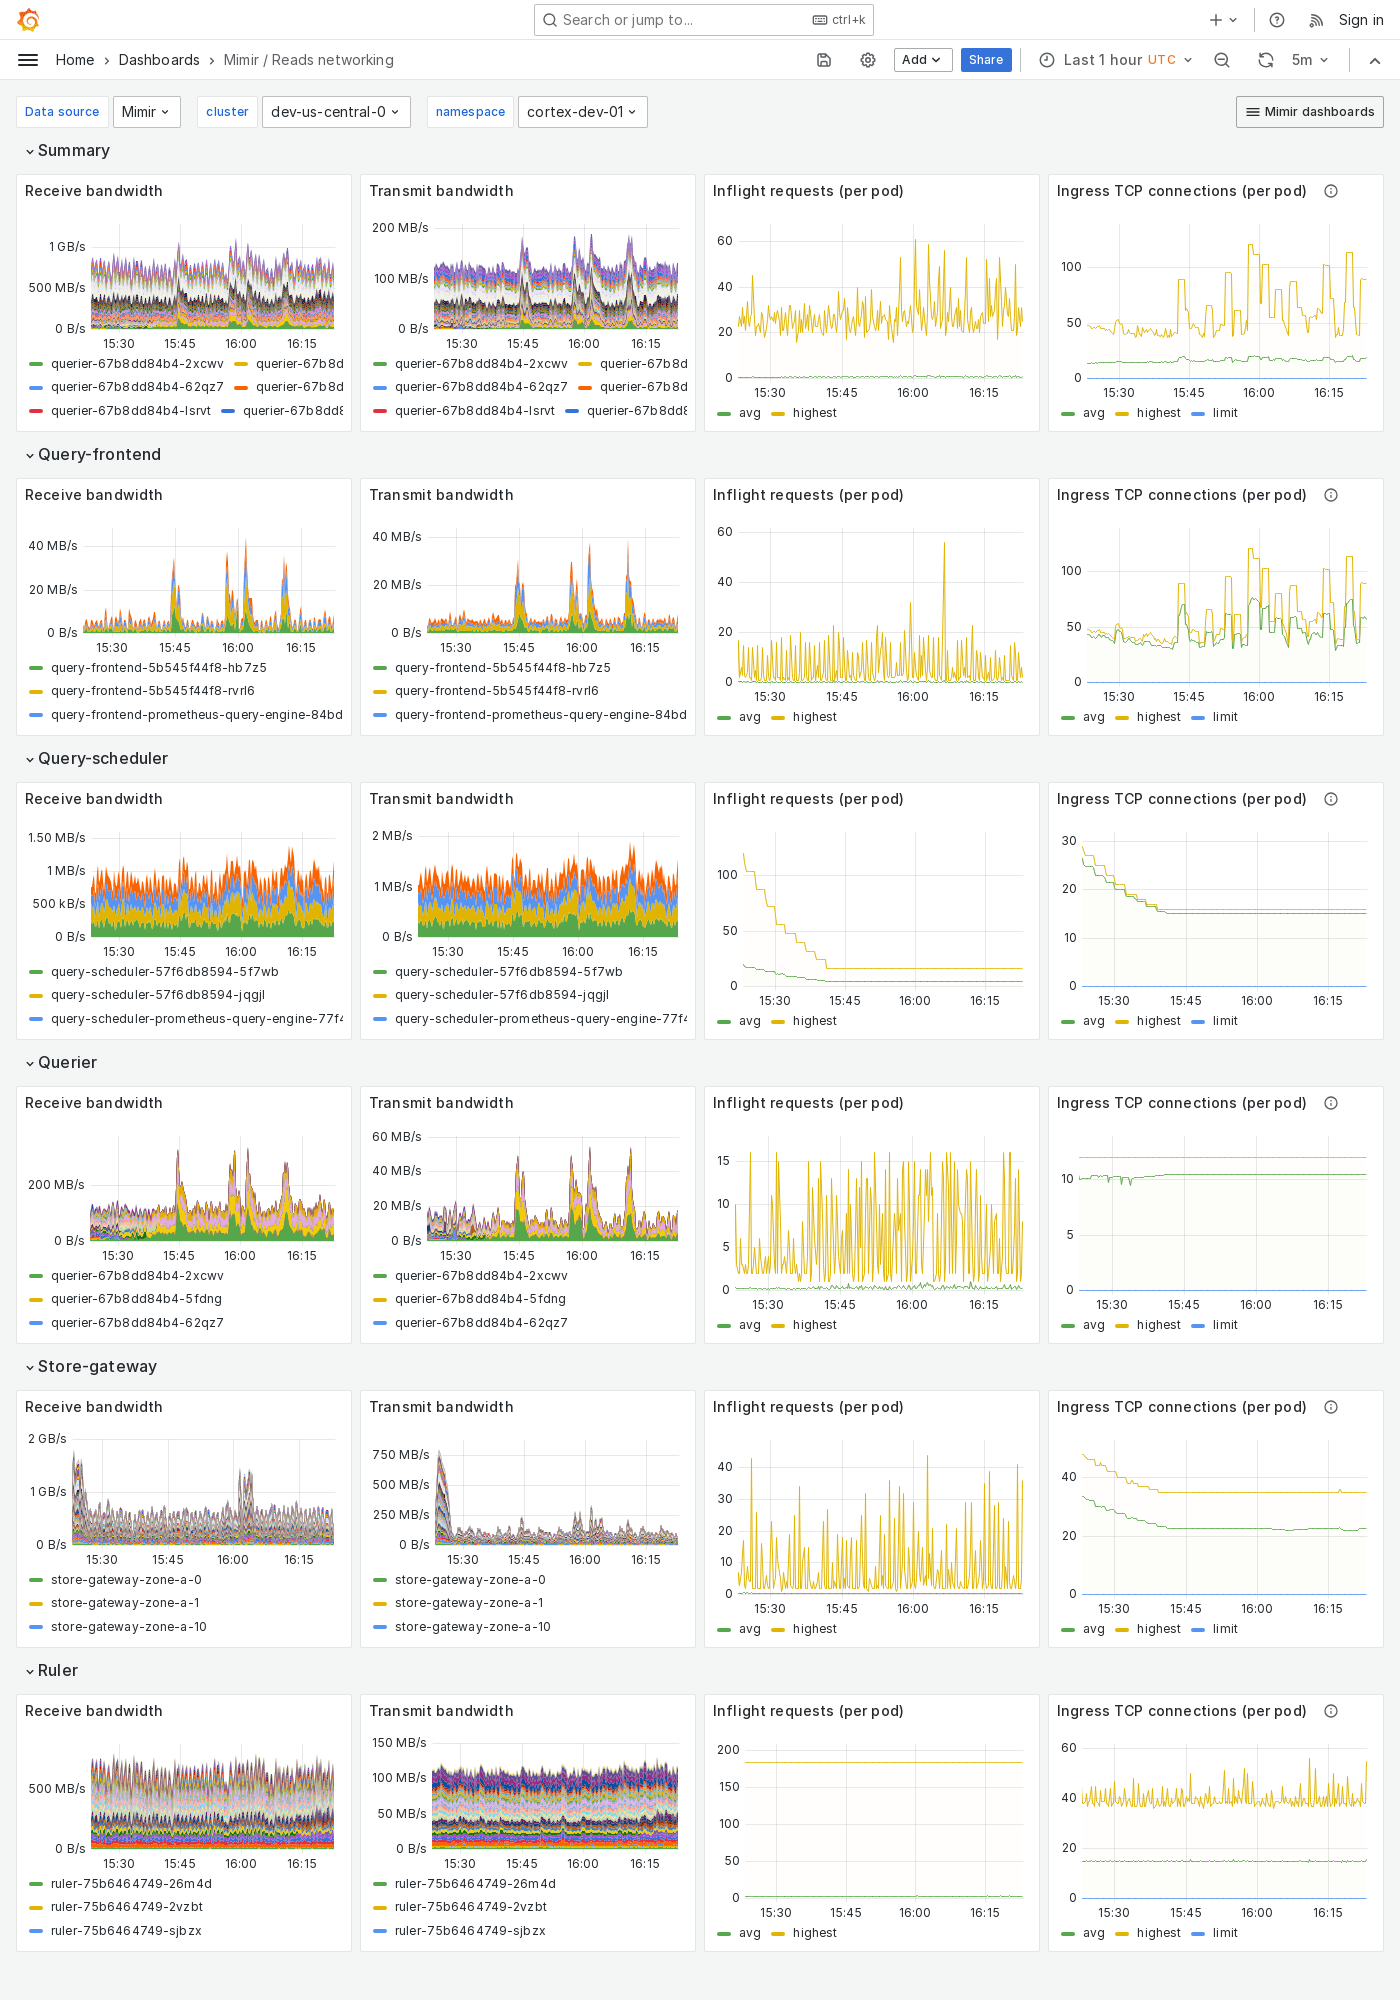 Search or jump to... ctrl+k Sign in
Home Dashboards Mimir / Reads networking Add Share Last 1 hour UTC 5m
Data source Mimir cluster dev-us-central-0 namespace cortex-dev-01 Mimir dashboards
Summary
Receive bandwidth
1 GB/s
500 MB/s
0 B/s
15:30 15:45 16:00 16:15
querier-67b8dd84b4-2xcwv querier-67b8d
querier-67b8dd84b4-62qz7 querier-67b8d
querier-67b8dd84b4-lsrvt querier-67b8dd8
Transmit bandwidth
200 MB/s
100 MB/s
0 B/s
15:30 15:45 16:00 16:15
querier-67b8dd84b4-2xcwv querier-67b8d
querier-67b8dd84b4-62qz7 querier-67b8d
querier-67b8dd84b4-lsrvt querier-67b8dd8
Inflight requests (per pod)
60
40
20
0
15:30 15:45 16:00 16:15
avg highest
Ingress TCP connections (per pod)
100
50
0
15:30 15:45 16:00 16:15
avg highest limit
Query-frontend
Receive bandwidth
40 MB/s
20 MB/s
0 B/s
15:30 15:45 16:00 16:15
query-frontend-5b545f44f8-hb7z5
query-frontend-5b545f44f8-rvrl6
query-frontend-prometheus-query-engine-84bd
Transmit bandwidth
40 MB/s
20 MB/s
0 B/s
15:30 15:45 16:00 16:15
query-frontend-5b545f44f8-hb7z5
query-frontend-5b545f44f8-rvrl6
query-frontend-prometheus-query-engine-84bd
Inflight requests (per pod)
60
40
20
0
15:30 15:45 16:00 16:15
avg highest
Ingress TCP connections (per pod)
100
50
0
15:30 15:45 16:00 16:15
avg highest limit
Query-scheduler
Receive bandwidth
1.50 MB/s
1 MB/s
500 kB/s
0 B/s
15:30 15:45 16:00 16:15
query-scheduler-57f6db8594-5f7wb
query-scheduler-57f6db8594-jqgjl
query-scheduler-prometheus-query-engine-77f4
Transmit bandwidth
2 MB/s
1 MB/s
0 B/s
15:30 15:45 16:00 16:15
query-scheduler-57f6db8594-5f7wb
query-scheduler-57f6db8594-jqgjl
query-scheduler-prometheus-query-engine-77f4
Inflight requests (per pod)
100
50
0
15:30 15:45 16:00 16:15
avg highest
Ingress TCP connections (per pod)
30
20
10
0
15:30 15:45 16:00 16:15
avg highest limit
Querier
Receive bandwidth
200 MB/s
0 B/s
15:30 15:45 16:00 16:15
querier-67b8dd84b4-2xcwv
querier-67b8dd84b4-5fdng
querier-67b8dd84b4-62qz7
Transmit bandwidth
60 MB/s
40 MB/s
20 MB/s
0 B/s
15:30 15:45 16:00 16:15
querier-67b8dd84b4-2xcwv
querier-67b8dd84b4-5fdng
querier-67b8dd84b4-62qz7
Inflight requests (per pod)
15
10
5
0
15:30 15:45 16:00 16:15
avg highest
Ingress TCP connections (per pod)
10
5
0
15:30 15:45 16:00 16:15
avg highest limit
Store-gateway
Receive bandwidth
2 GB/s
1 GB/s
0 B/s
15:30 15:45 16:00 16:15
store-gateway-zone-a-0
store-gateway-zone-a-1
store-gateway-zone-a-10
Transmit bandwidth
750 MB/s
500 MB/s
250 MB/s
0 B/s
15:30 15:45 16:00 16:15
store-gateway-zone-a-0
store-gateway-zone-a-1
store-gateway-zone-a-10
Inflight requests (per pod)
40
30
20
10
0
15:30 15:45 16:00 16:15
avg highest
Ingress TCP connections (per pod)
40
20
0
15:30 15:45 16:00 16:15
avg highest limit
Ruler
Receive bandwidth
500 MB/s
0 B/s
15:30 15:45 16:00 16:15
ruler-75b6464749-26m4d
ruler-75b6464749-2vzbt
ruler-75b6464749-sjbzx
Transmit bandwidth
150 MB/s
100 MB/s
50 MB/s
0 B/s
15:30 15:45 16:00 16:15
ruler-75b6464749-26m4d
ruler-75b6464749-2vzbt
ruler-75b6464749-sjbzx
Inflight requests (per pod)
200
150
100
50
0
15:30 15:45 16:00 16:15
avg highest
Ingress TCP connections (per pod)
60
40
20
0
15:30 15:45 16:00 16:15
avg highest limit